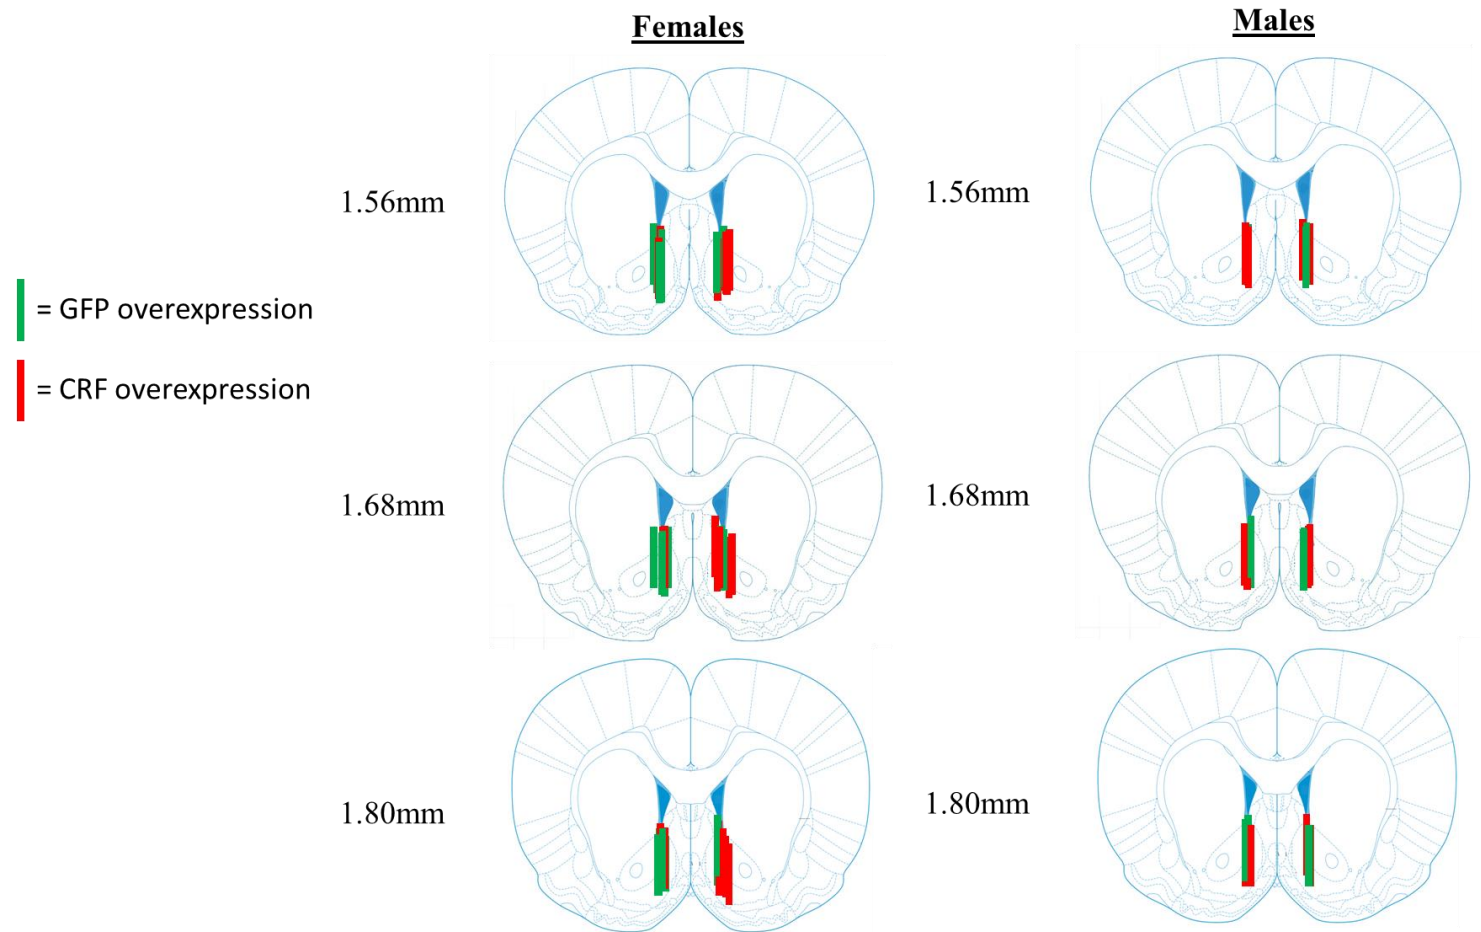 Females
Males
1.56mm
1.56mm
= GFP overexpression
= CRF overexpression
1.68mm
1.68mm
1.80mm
1.80mm